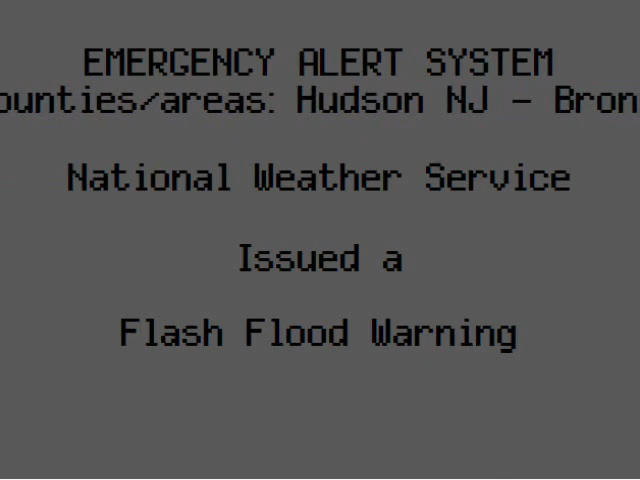 EMERGENCY ALERT SYSTEM
ounties/areas: Hudson NJ - Bron
National Weather Service
Issued a
Flash Flood Warning